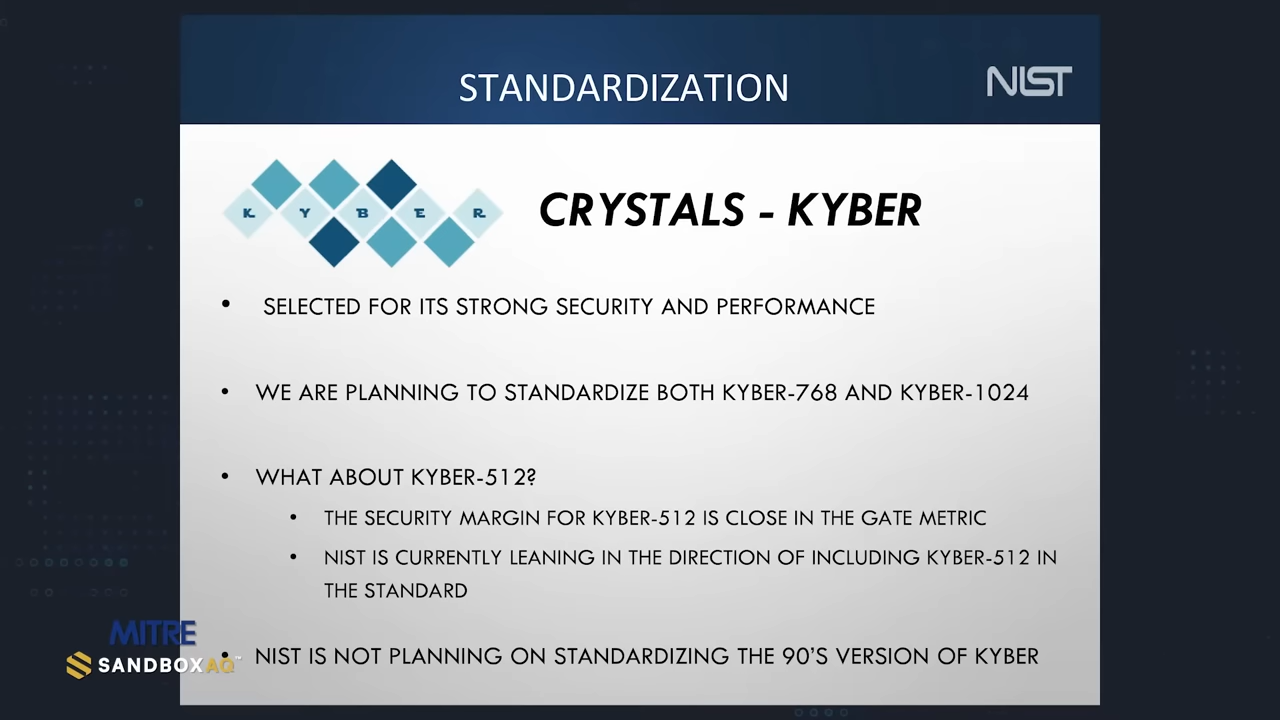 STANDARDIZATION
NIST
K Y B E R
CRYSTALS - KYBER
• SELECTED FOR ITS STRONG SECURITY AND PERFORMANCE
• WE ARE PLANNING TO STANDARDIZE BOTH KYBER-768 AND KYBER-1024
• WHAT ABOUT KYBER-512?
• THE SECURITY MARGIN FOR KYBER-512 IS CLOSE IN THE GATE METRIC
• NIST IS CURRENTLY LEANING IN THE DIRECTION OF INCLUDING KYBER-512 IN
THE STANDARD
MITRE
SANDBOXAQ™
• NIST IS NOT PLANNING ON STANDARDIZING THE 90'S VERSION OF KYBER